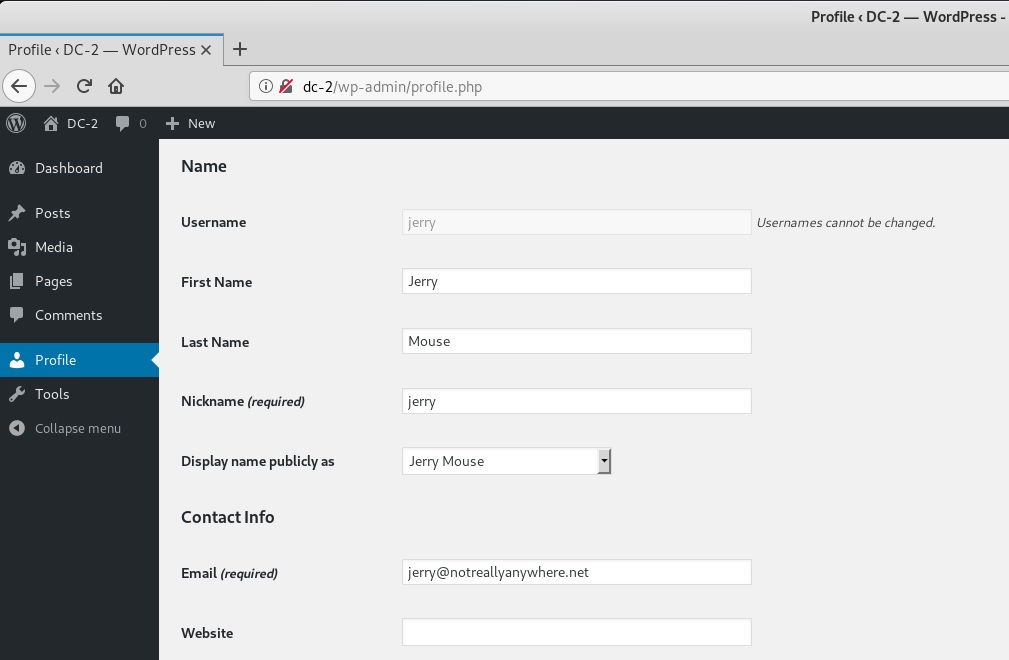 Profile ‹ DC-2 — WordPress -
Profile ‹ DC-2 — WordPress
dc-2/wp-admin/profile.php
DC-2 0 New
Dashboard
Posts
Media
Pages
Comments
Profile
Tools
Collapse menu
Name
Username jerry Usernames cannot be changed.
First Name Jerry
Last Name Mouse
Nickname (required) jerry
Display name publicly as Jerry Mouse
Contact Info
Email (required) jerry@notreallyanywhere.net
Website